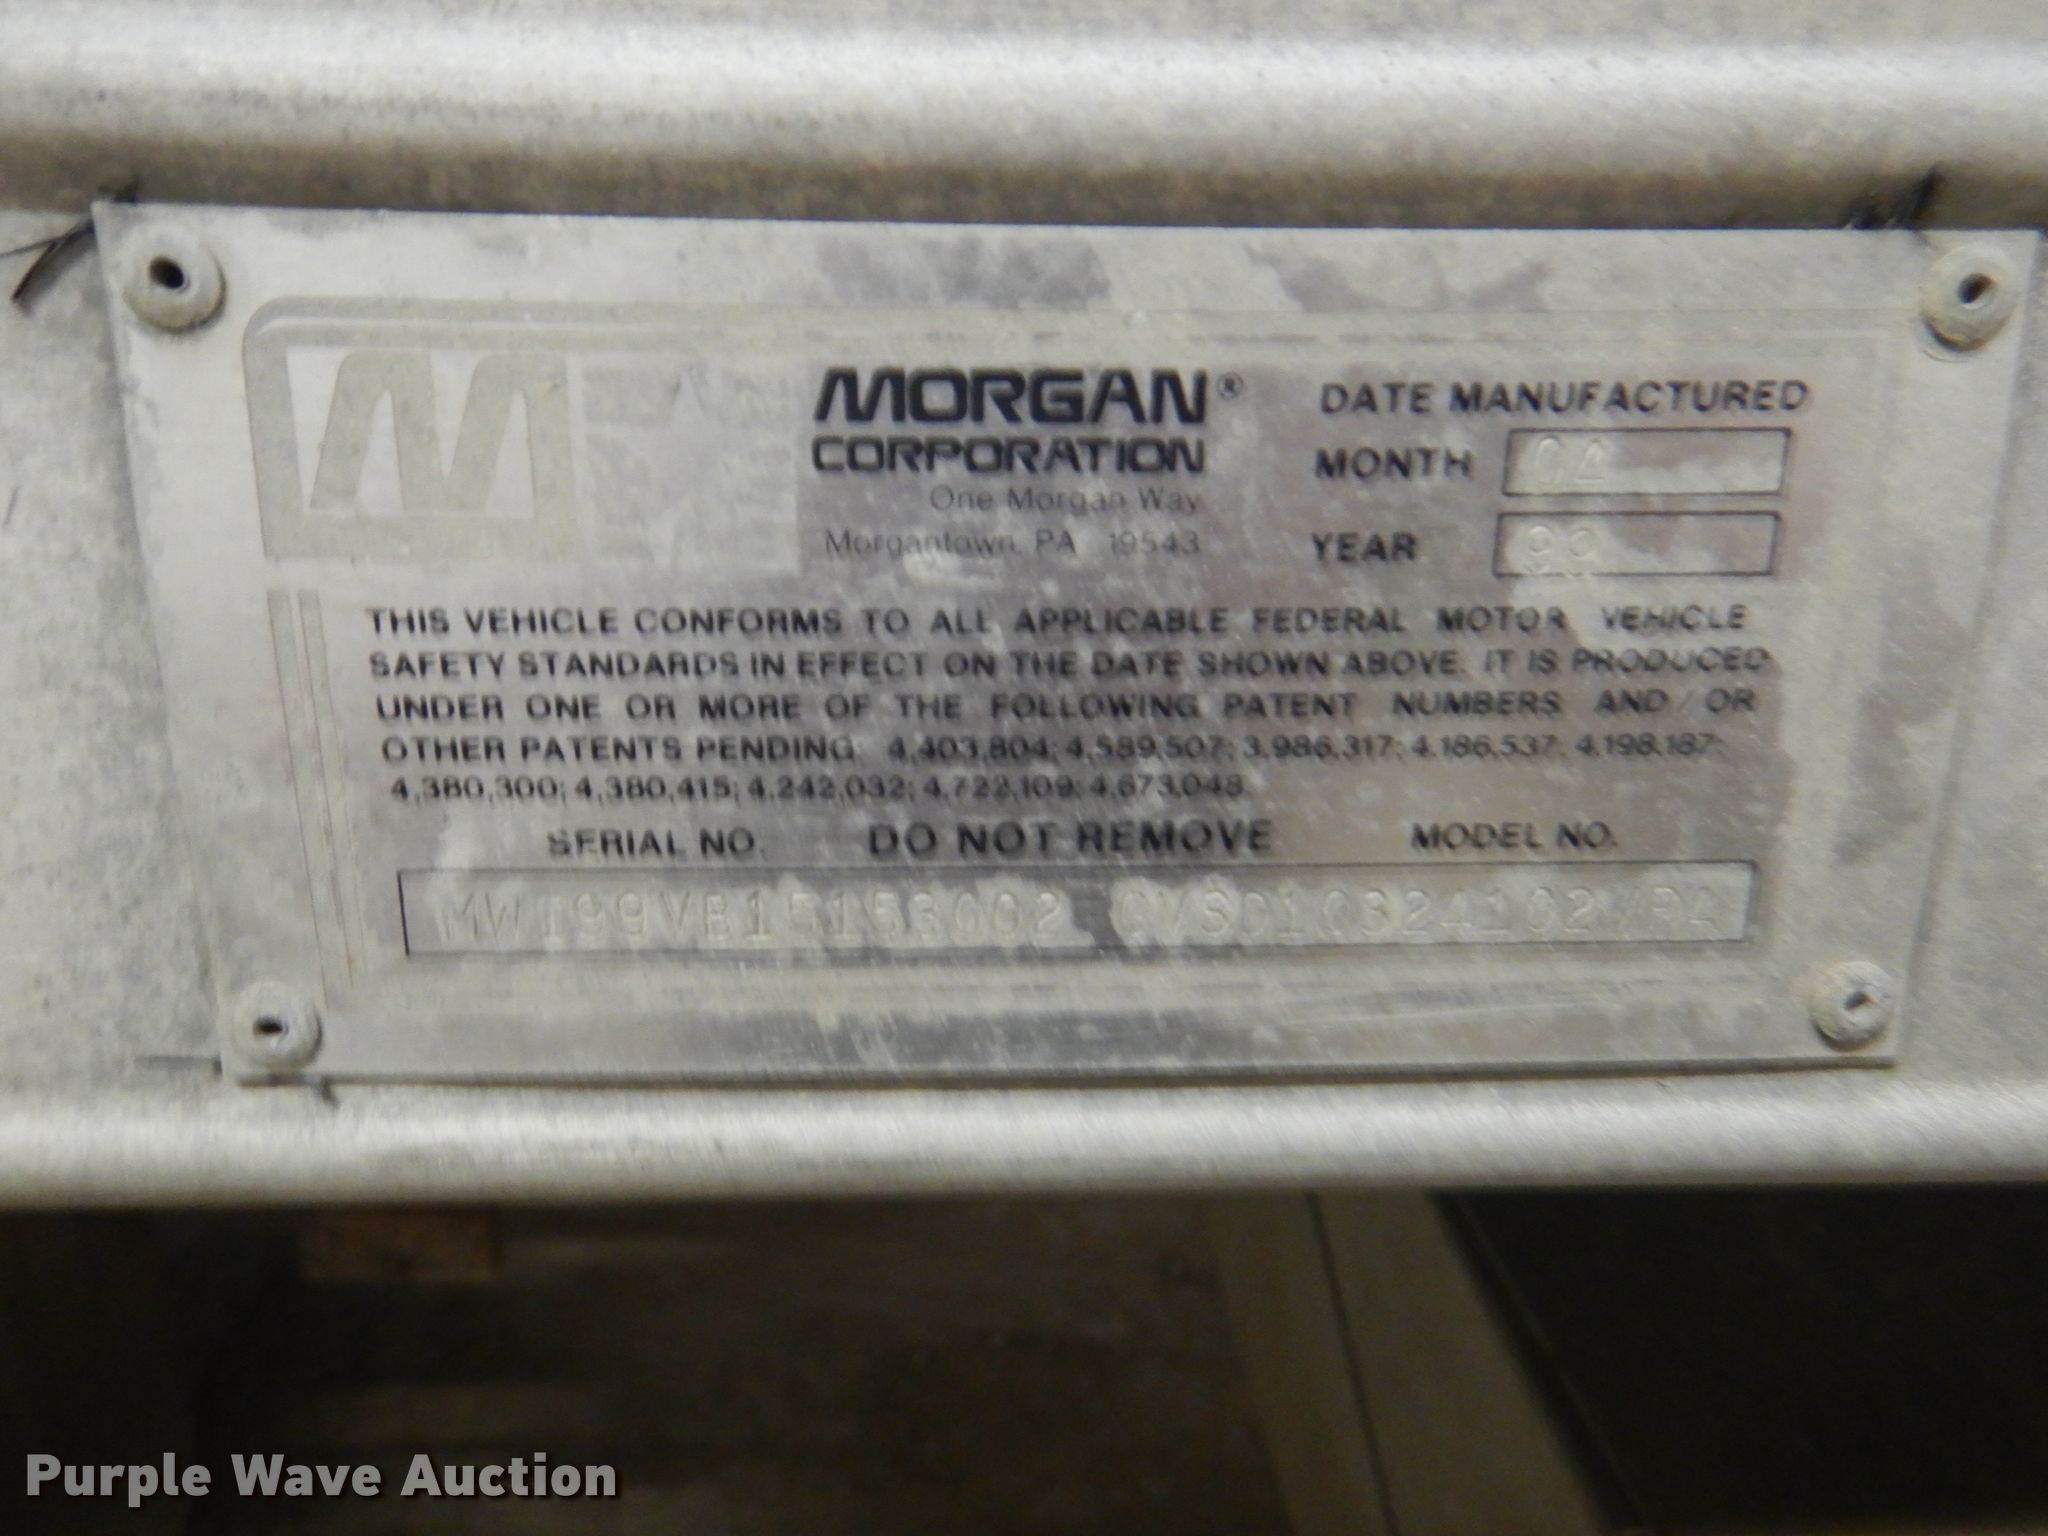 MORGAN®
CORPORATION
One Morgan Way
Morgantown, PA 19543
DATE MANUFACTURED
MONTH 04
YEAR 99
THIS VEHICLE CONFORMS TO ALL APPLICABLE FEDERAL MOTOR VEHICLE
SAFETY STANDARDS IN EFFECT ON THE DATE SHOWN ABOVE. IT IS PRODUCED
UNDER ONE OR MORE OF THE FOLLOWING PATENT NUMBERS AND/OR
OTHER PATENTS PENDING: 4,403,804; 4,589,507; 3,986,317; 4,186,537; 4,198,187;
4,380,300; 4,380,415; 4,242,032; 4,722,109; 4,673,048
SERIAL NO. DO NOT REMOVE MODEL NO.
Purple Wave Auction